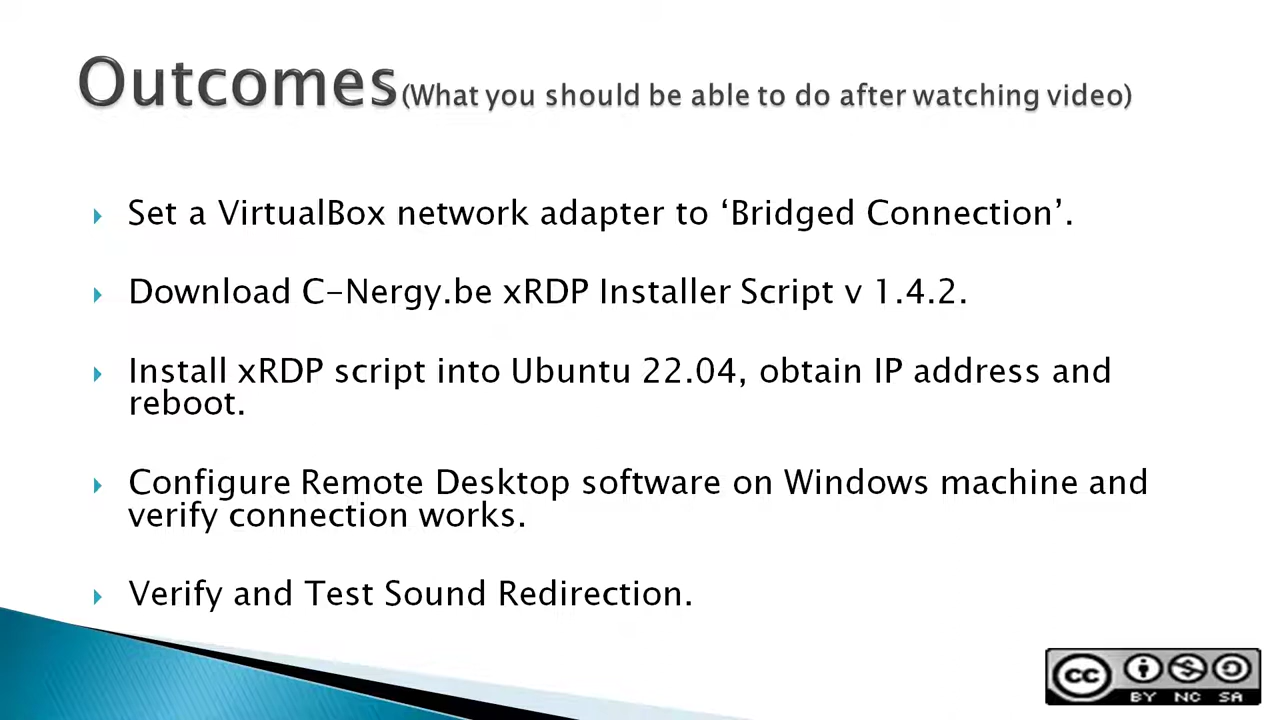 Outcomes(What you should be able to do after watching video)
Set a VirtualBox network adapter to ‘Bridged Connection’.
Download C-Nergy.be xRDP Installer Script v 1.4.2.
Install xRDP script into Ubuntu 22.04, obtain IP address and
reboot.
Configure Remote Desktop software on Windows machine and
verify connection works.
Verify and Test Sound Redirection.
cc
BY NC SA